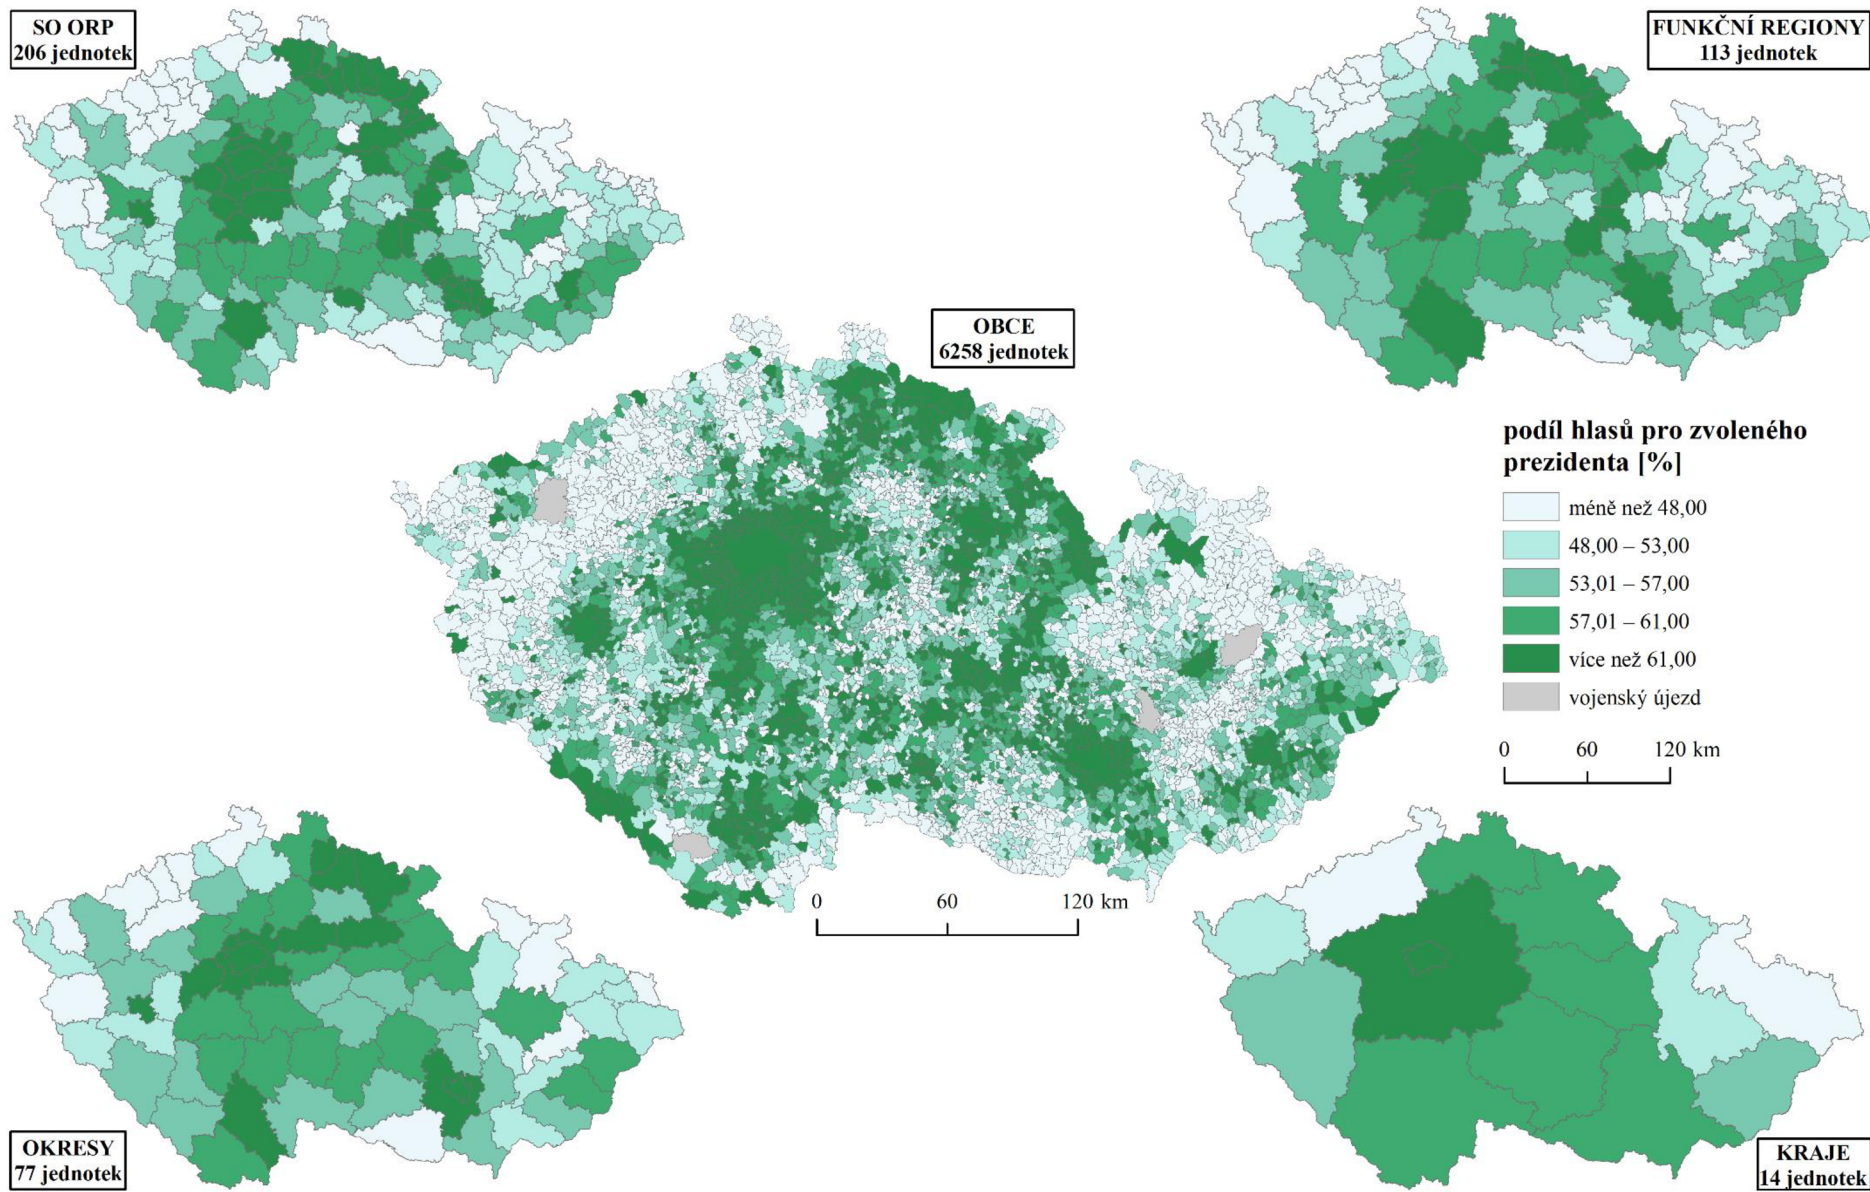 SO ORP
206 jednotek
FUNKČNÍ REGIONY
113 jednotek
OBCE
6258 jednotek
podíl hlasů pro zvoleného
prezidenta [%]
méně než 48,00
48,00 – 53,00
53,01 – 57,00
57,01 – 61,00
více než 61,00
vojenský újezd
0 60 120 km
0 60 120 km
OKRESY
77 jednotek
KRAJE
14 jednotek